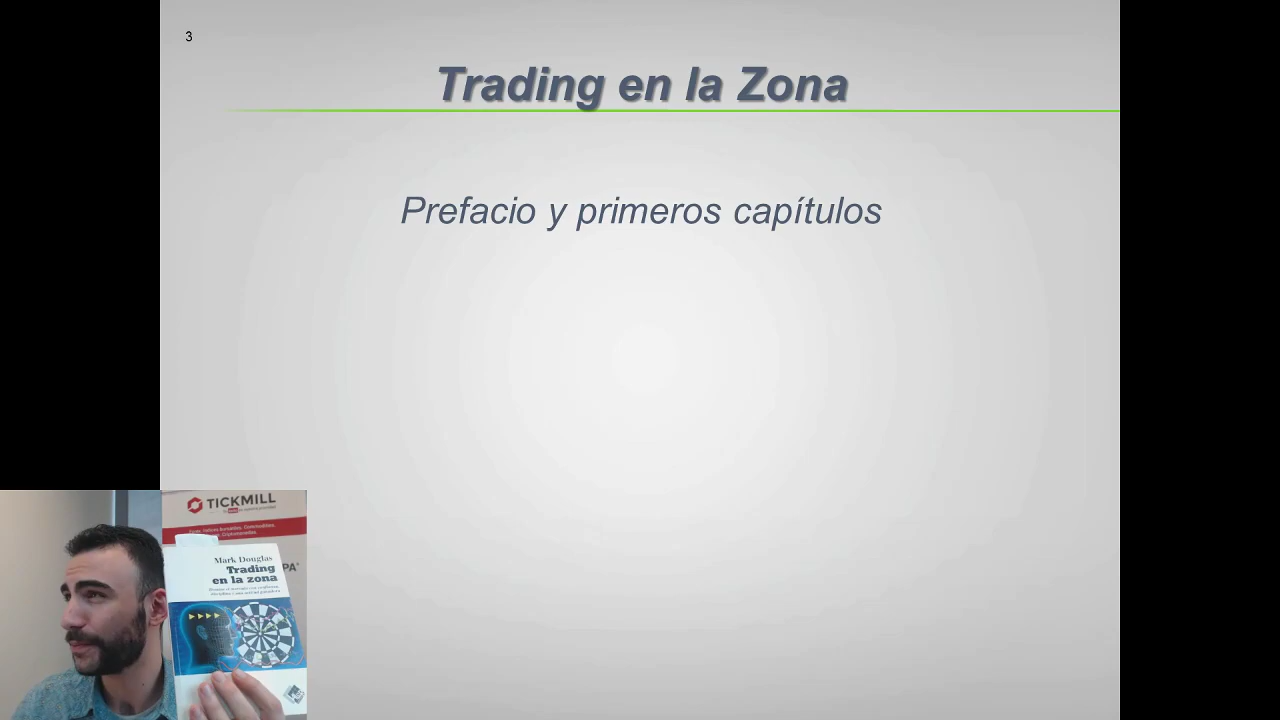 3
Trading en la Zona
Prefacio y primeros capítulos
TICKMILL
Mark Douglas
Trading
en la zona